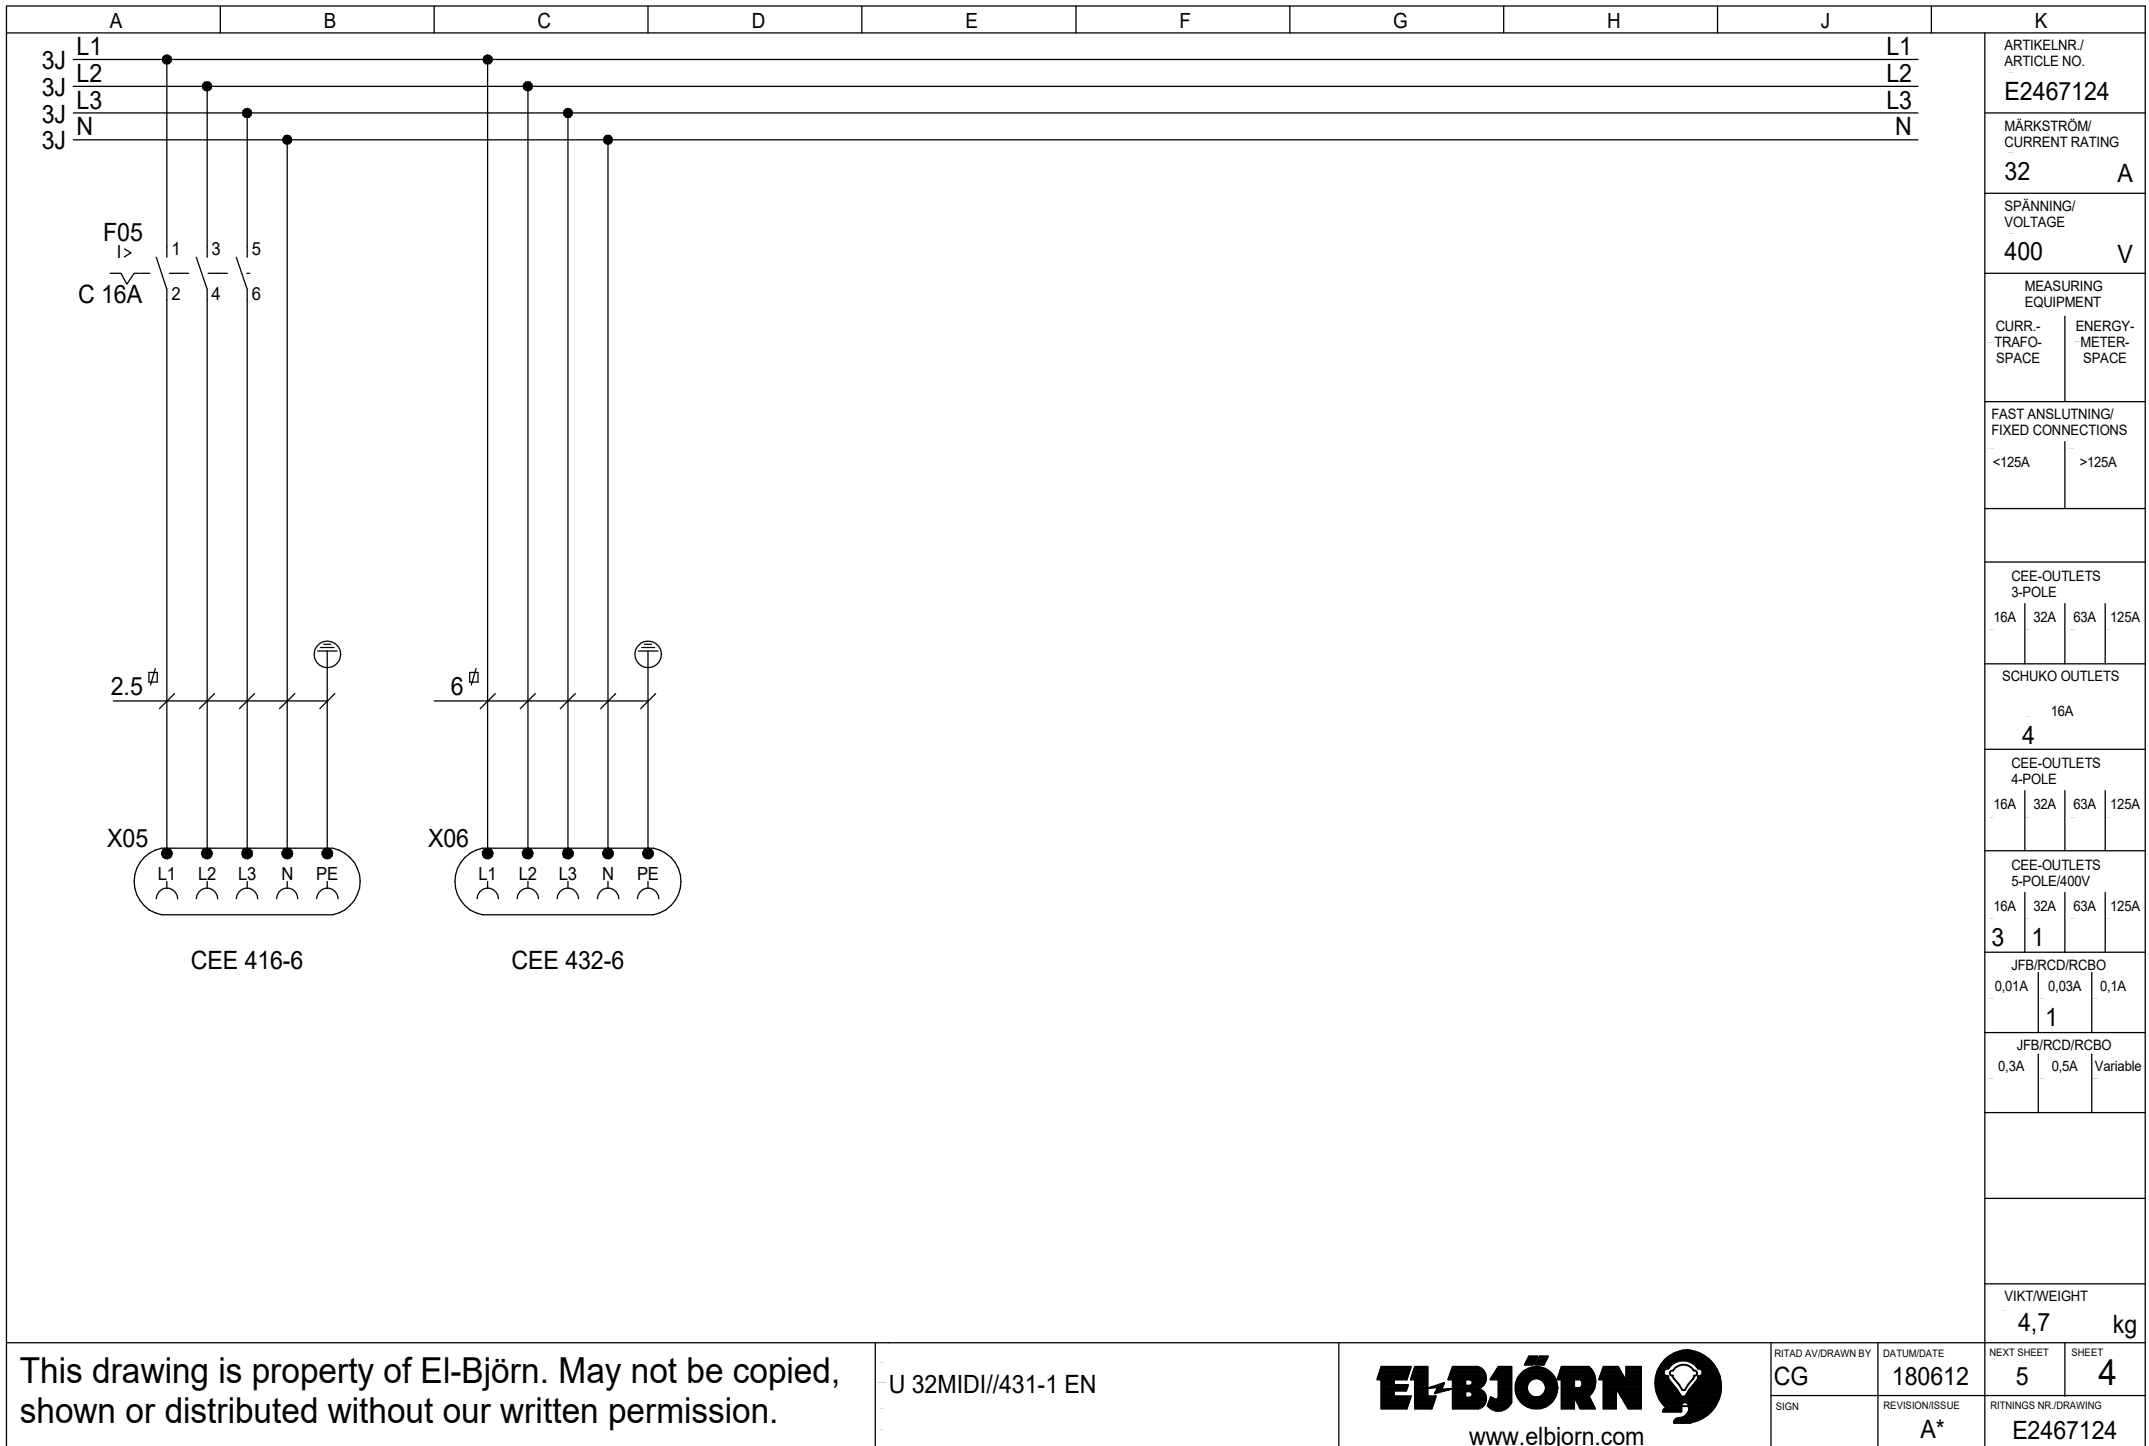 A B C D E F G H J K
3J L1 L1
3J L2 L2
3J L3 L3
3J N N
F05
I>
1 3 5
C 16A
2 4 6
2.5
6
X05
L1 L2 L3 N PE
CEE 416-6
X06
L1 L2 L3 N PE
CEE 432-6
ARTIKELNR./
ARTICLE NO.
E2467124
MÄRKSTRÖM/
CURRENT RATING
32 A
SPÄNNING/
VOLTAGE
400 V
MEASURING
EQUIPMENT
CURR.- ENERGY-
TRAFO- METER-
SPACE SPACE
FAST ANSLUTNING/
FIXED CONNECTIONS
<125A >125A
CEE-OUTLETS
3-POLE
16A 32A 63A 125A
SCHUKO OUTLETS
16A
4
CEE-OUTLETS
4-POLE
16A 32A 63A 125A
CEE-OUTLETS
5-POLE/400V
16A 32A 63A 125A
3 1
JFB/RCD/RCBO
0,01A 0,03A 0,1A
1
JFB/RCD/RCBO
0,3A 0,5A Variable
VIKT/WEIGHT
4,7 kg
This drawing is property of El-Björn. May not be copied,
shown or distributed without our written permission.
U 32MIDI//431-1 EN
EL-BJÖRN
www.elbjorn.com
RITAD AV/DRAWN BY
CG
DATUM/DATE
180612
NEXT SHEET
5
SHEET
4
SIGN
REVISION/ISSUE
A*
RITNINGS NR./DRAWING
E2467124